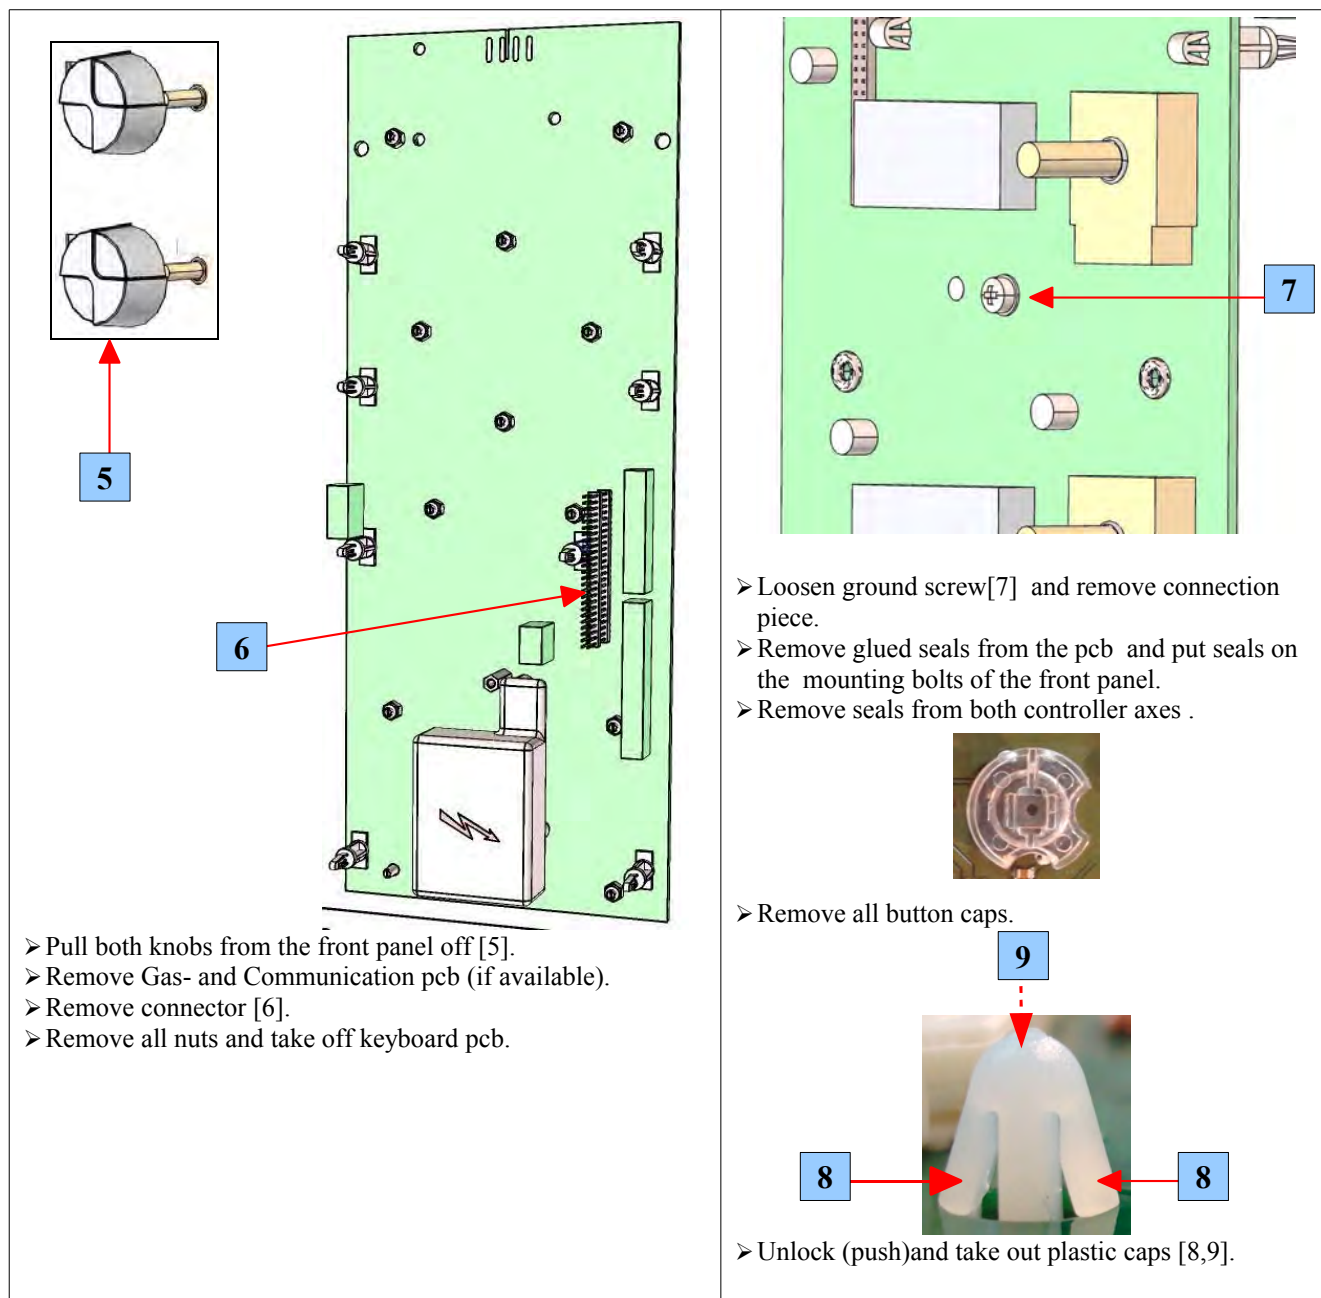 5
6
➢ Pull both knobs from the front panel off [5].
➢ Remove Gas- and Communication pcb (if available).
➢ Remove connector [6].
➢ Remove all nuts and take off keyboard pcb.
7
➢ Loosen ground screw[7] and remove connection
piece.
➢ Remove glued seals from the pcb and put seals on
the mounting bolts of the front panel.
➢ Remove seals from both controller axes .
➢ Remove all button caps.
9
8
8
➢ Unlock (push)and take out plastic caps [8,9].